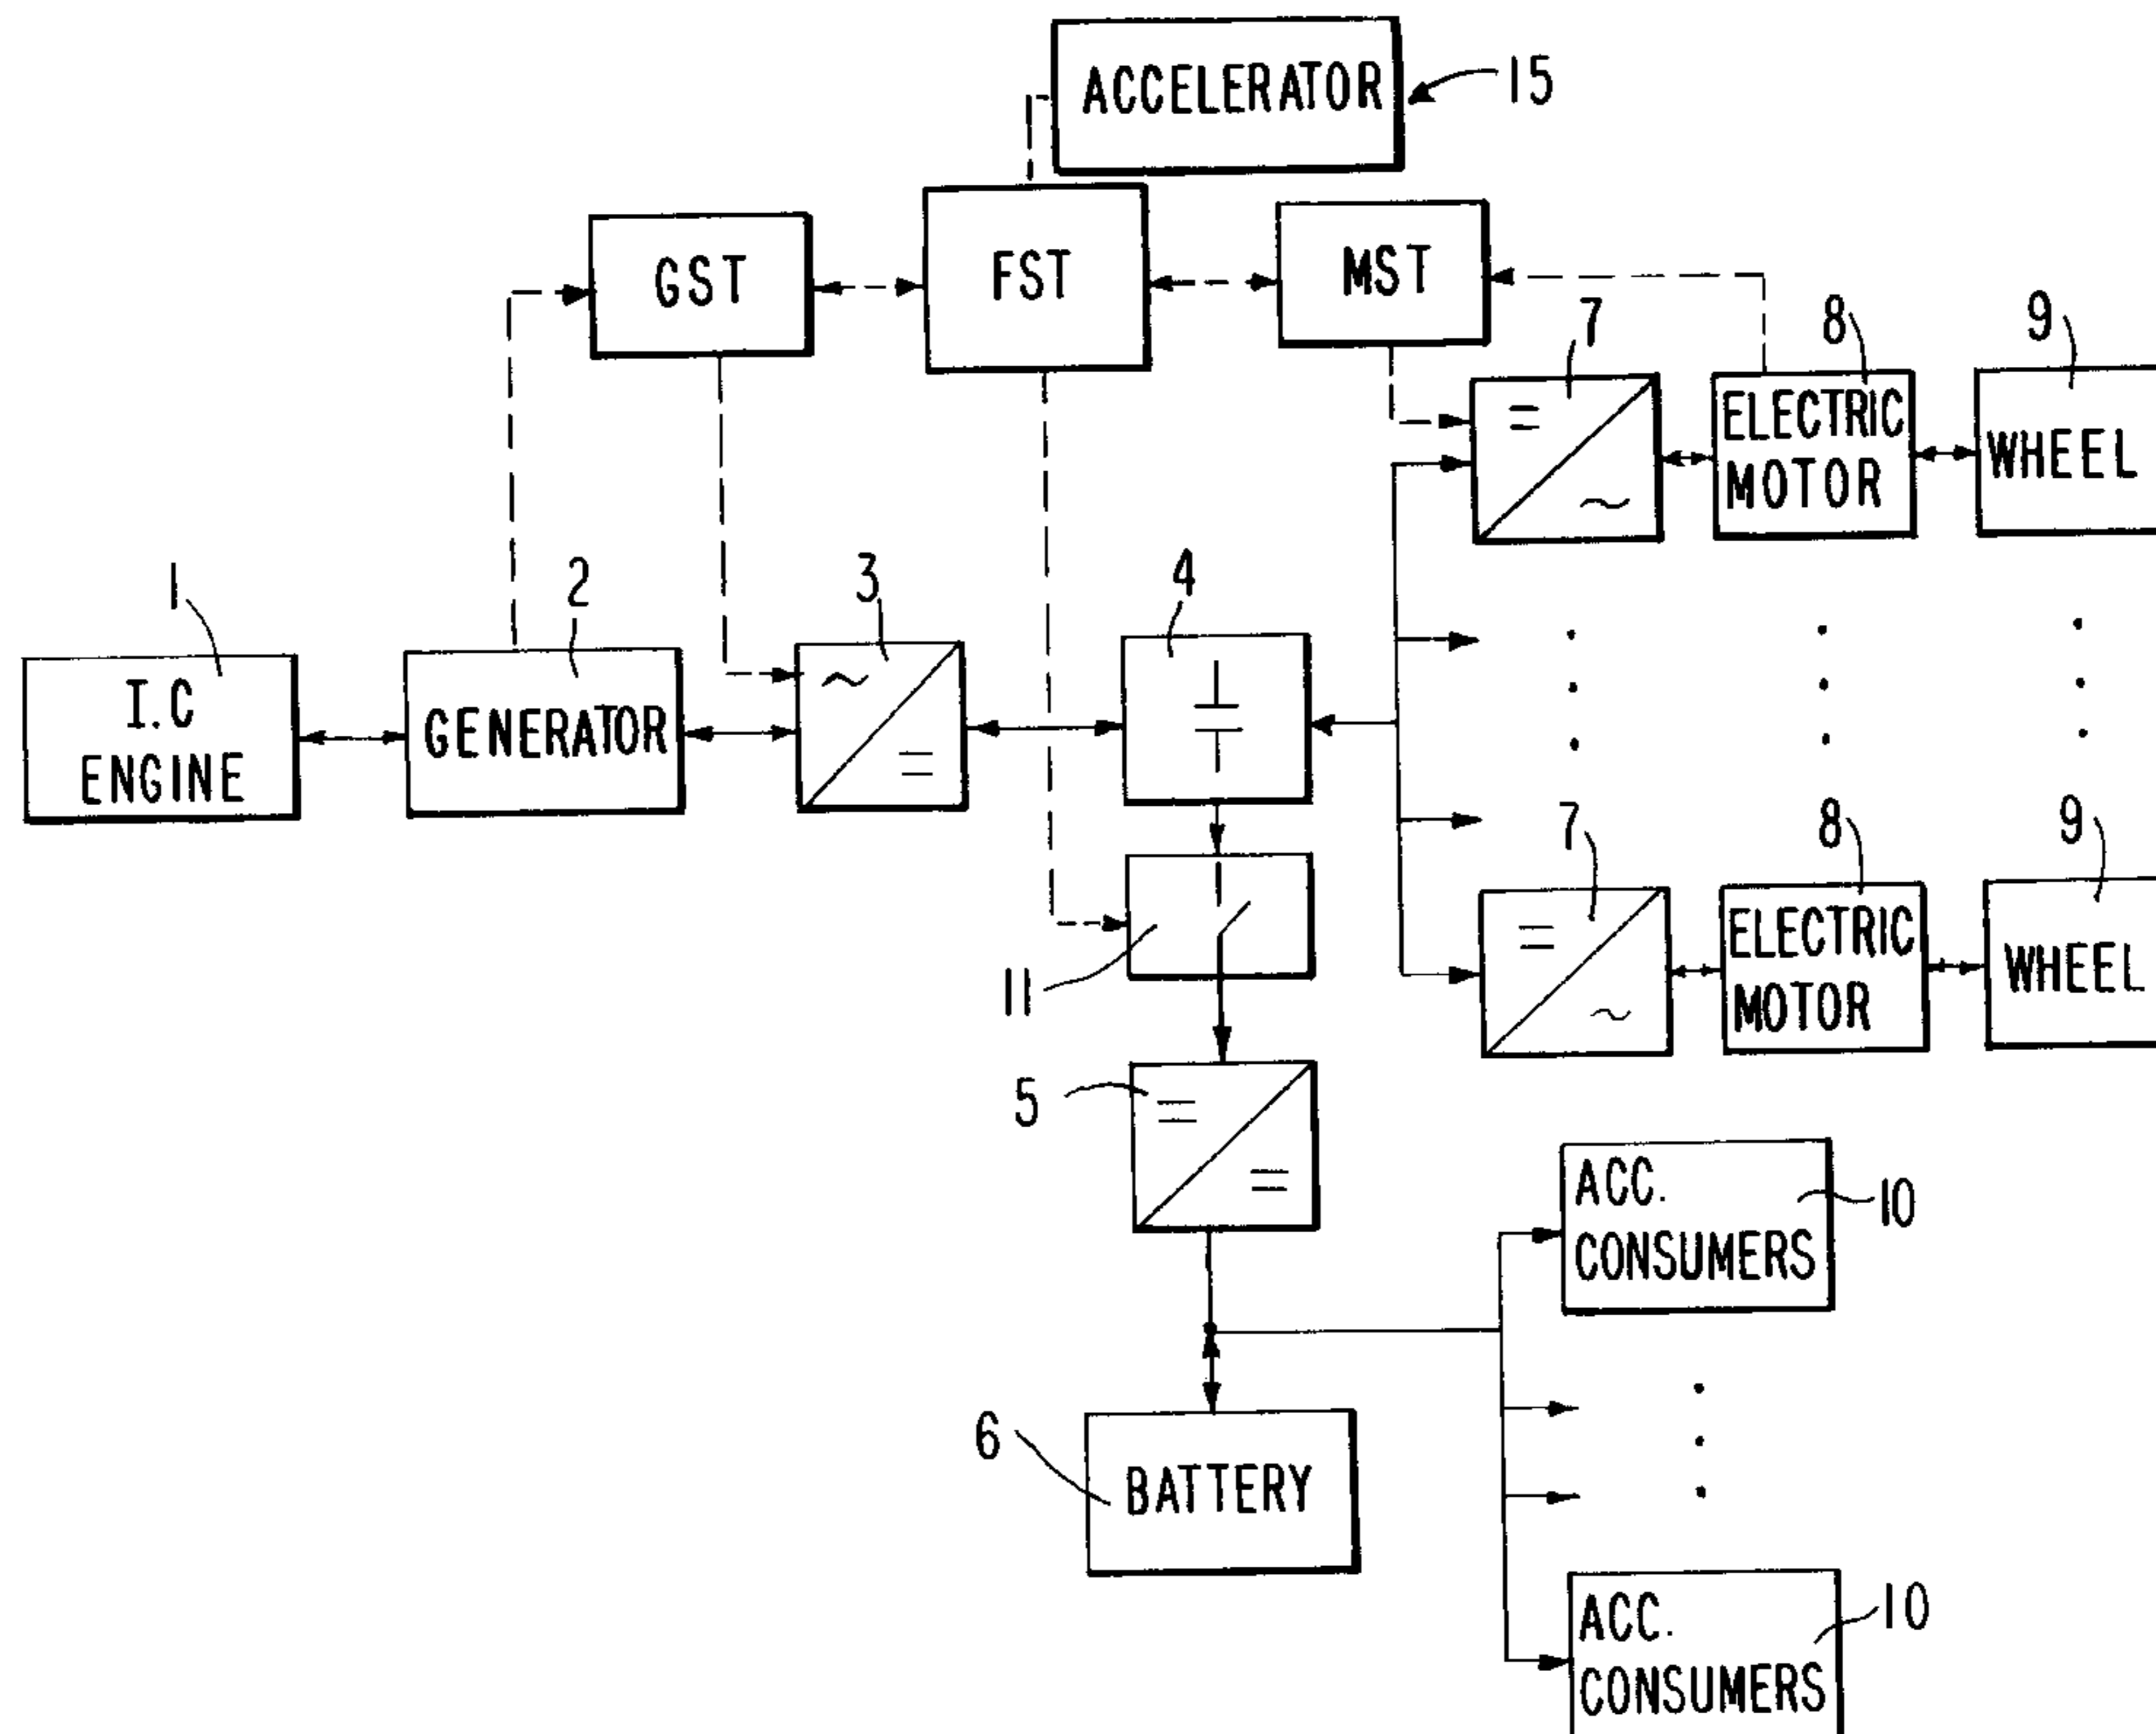 ACCELERATOR
15
GST
FST
MST
7
8
9
ELECTRIC
MOTOR
WHEEL
1
2
3
4
I.C
ENGINE
GENERATOR
7
8
9
ELECTRIC
MOTOR
WHEEL
11
5
ACC.
CONSUMERS
10
6
BATTERY
ACC.
CONSUMERS
10